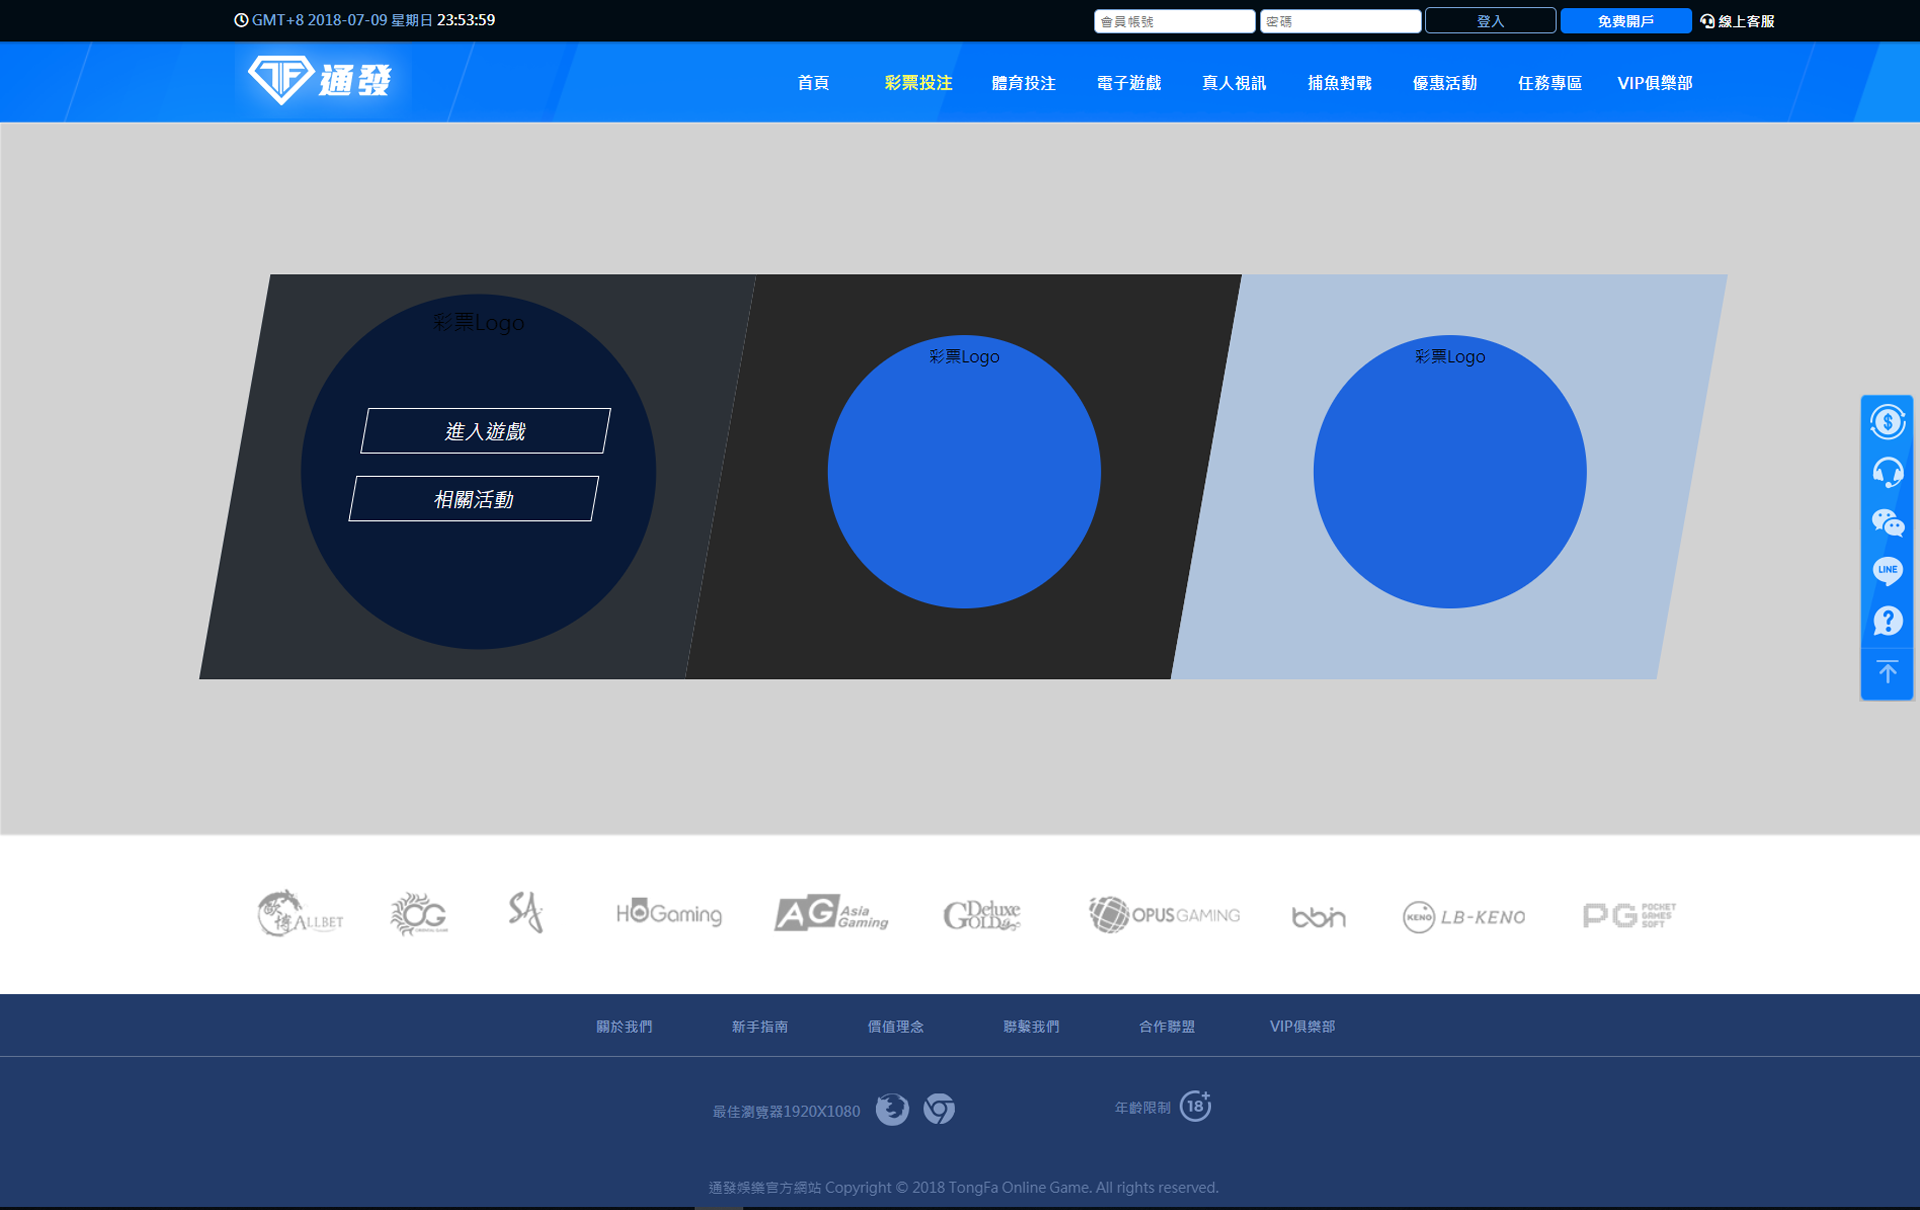 GMT+8 2018-07-09 星期日 23:53:59
會員帳號 密碼 登入 免費開戶 線上客服
通發
首頁 彩票投注 體育投注 電子遊戲 真人視訊 捕魚對戰 優惠活動 任務專區 VIP俱樂部
彩票Logo
進入遊戲
相關活動
彩票Logo
彩票Logo
LINE
歐博 ALLBET
OG
SA
HOGaming
AG Asia Gaming
Deluxe
GOLD
OPUS GAMING
bbin
KENO LB-KENO
PG POCKET GAMES SOFT
關於我們 新手指南 價值理念 聯繫我們 合作聯盟 VIP俱樂部
最佳瀏覽器1920X1080
年齡限制 18+
通發娛樂官方網站 Copyright © 2018 TongFa Online Game. All rights reserved.